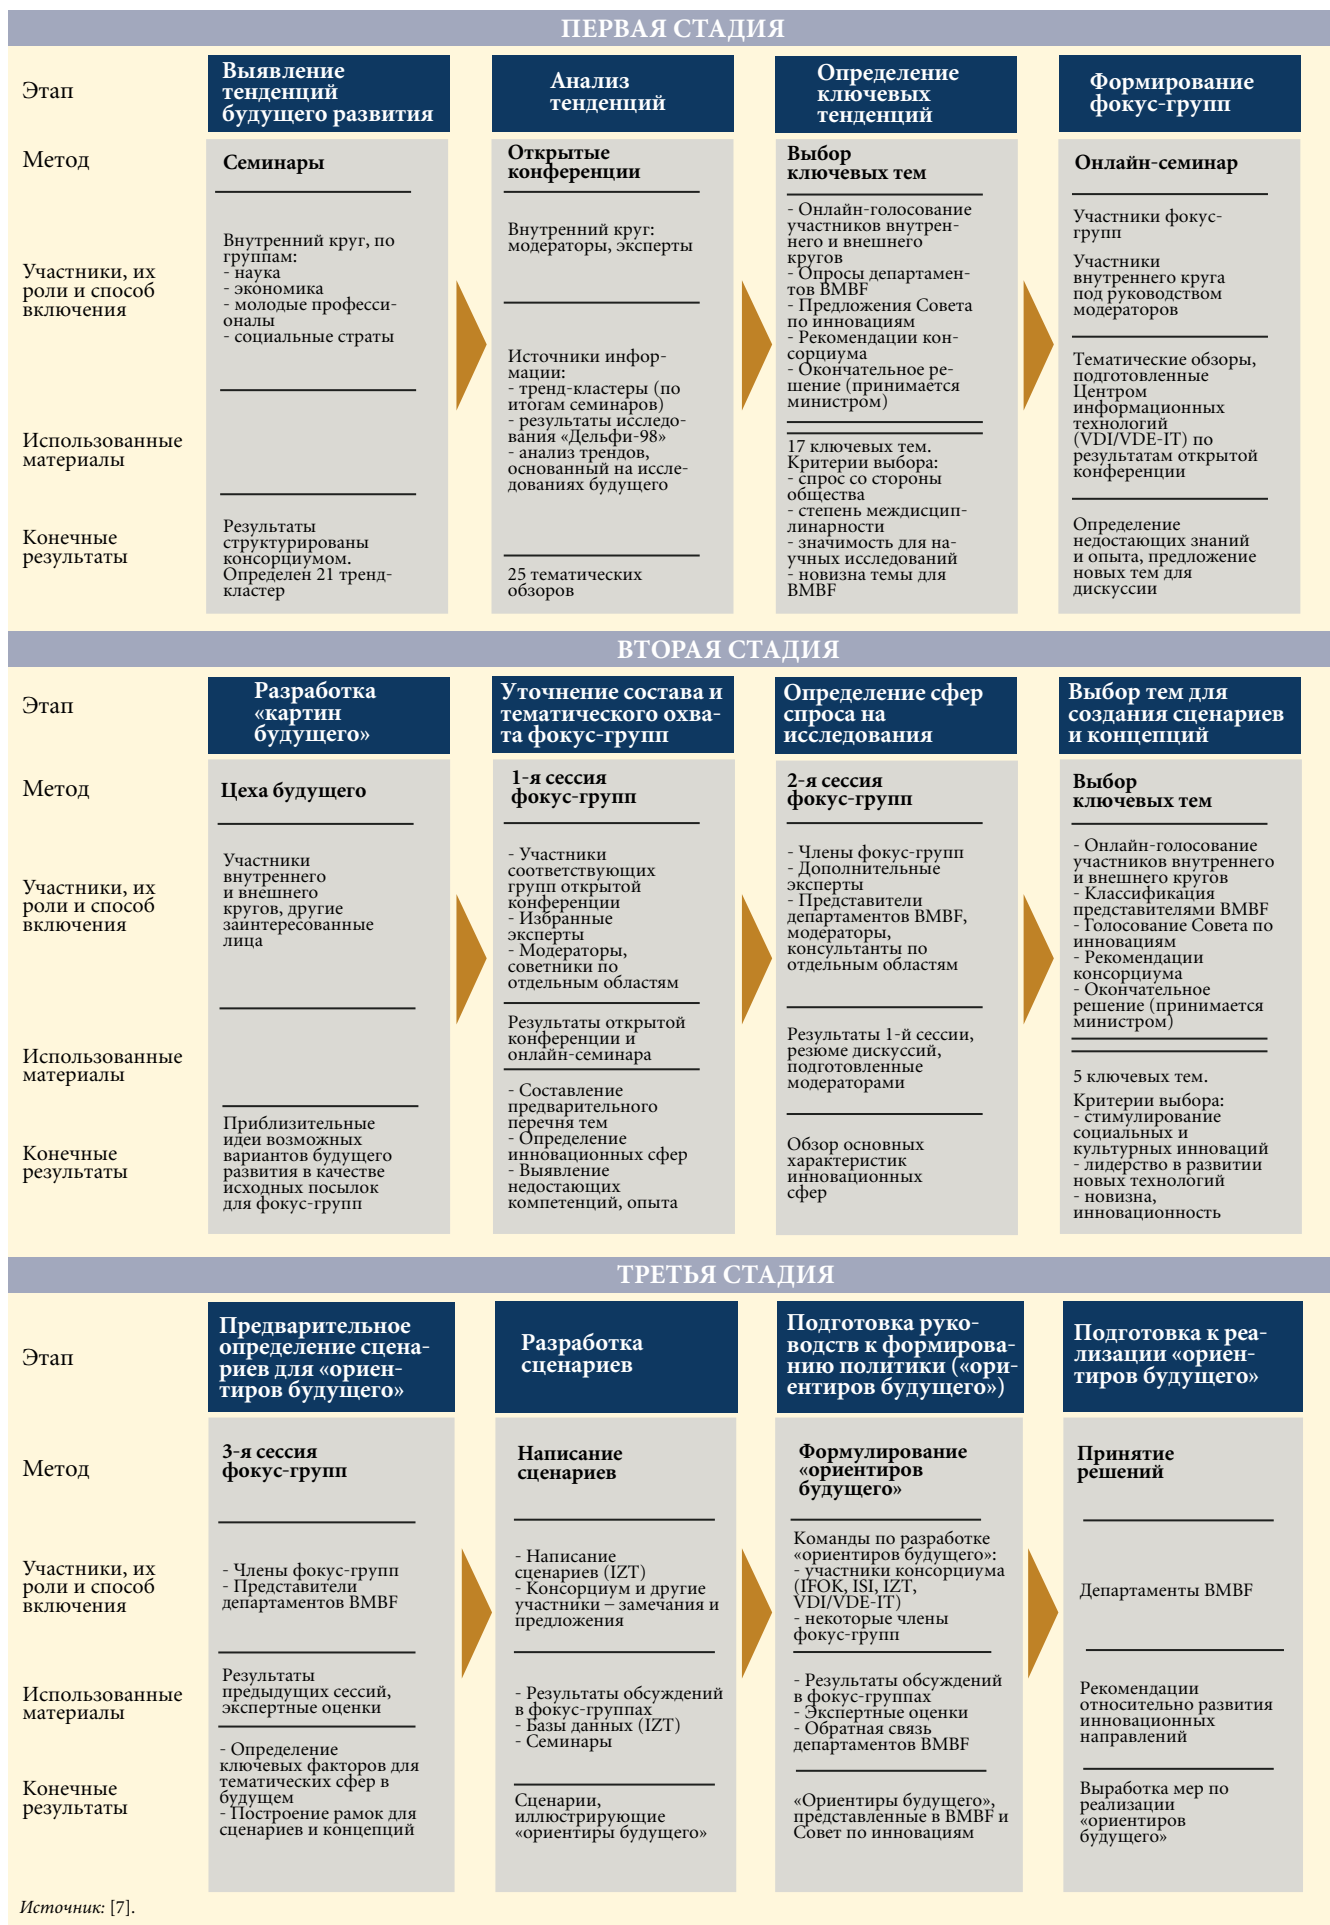 ПЕРВАЯ СТАДИЯ
Этап
Выявление
тенденций
будущего развития
Анализ
тенденций
Определение
ключевых
тенденций
Формирование
фокус-групп
Метод
Семинары
Открытые
конференции
Выбор
ключевых тем
Онлайн-семинар
Участники, их
роли и способ
включения
Внутренний круг, по
группам:
- наука
- экономика
- молодые професси-
оналы
- социальные страты
Внутренний круг:
модераторы, эксперты
- Онлайн-голосование
участников внутрен-
него и внешнего
кругов
- Опросы департамен-
тов BMBF
- Предложения Совета
по инновациям
- Рекомендации кон-
сорциума
- Окончательное ре-
шение (принимается
министром)
Участники фокус-
групп
Участники
внутреннего круга
под руководством
модераторов
Использованные
материалы
Источники инфор-
мации:
- тренд-кластеры (по
итогам семинаров)
- результаты исследо-
вания «Дельфи-98»
- анализ трендов,
основанный на иссле-
дованиях будущего
Тематические обзоры,
подготовленные
Центром
информационных
технологий
(VDI/VDE-IT) по
результатам открытой
конференции
Конечные
результаты
Результаты
структурированы
консорциумом.
Определен 21 тренд-
кластер
25 тематических
обзоров
17 ключевых тем.
Критерии выбора:
- спрос со стороны
общества
- степень междисцип-
линарности
- значимость для на-
учных исследований
- новизна темы для
BMBF
Определение
недостающих знаний
и опыта, предложение
новых тем для
дискуссии
ВТОРАЯ СТАДИЯ
Этап
Разработка
«картин
будущего»
Уточнение состава и
тематического охва-
та фокус-групп
Определение сфер
спроса на
исследования
Выбор тем для
создания сценариев
и концепций
Метод
Цеха будущего
1-я сессия
фокус-групп
2-я сессия
фокус-групп
Выбор
ключевых тем
Участники, их
роли и способ
включения
Участники
внутреннего
и внешнего
кругов, другие
заинтересованные
лица
- Участники
соответствующих
групп открытой
конференции
- Избранные
эксперты
- Модераторы,
советники по
отдельным областям
- Члены фокус-групп
- Дополнительные
эксперты
- Представители
департаментов BMBF,
модераторы,
консультанты по
отдельным областям
- Онлайн-голосование
участников внутреннего
и внешнего кругов
- Классификация
представителями BMBF
- Голосование Совета по
инновациям
- Рекомендации
консорциума
- Окончательное
решение (принимается
министром)
Использованные
материалы
Результаты открытой
конференции и
онлайн-семинара
Результаты 1-й сессии,
резюме дискуссий,
подготовленные
модераторами
Конечные
результаты
Приблизительные
идеи возможных
вариантов будущего
развития в качестве
исходных посылок
для фокус-групп
- Составление
предварительного
перечня тем
- Определение
инновационных сфер
- Выявление
недостающих
компетенций, опыта
Обзор основных
характеристик
инновационных
сфер
5 ключевых тем.
Критерии выбора:
- стимулирование
социальных и
культурных инноваций
- лидерство в развитии
новых технологий
- новизна,
инновационность
ТРЕТЬЯ СТАДИЯ
Этап
Предварительное
определение сцена-
риев для «ориен-
тиров будущего»
Разработка
сценариев
Подготовка руко-
водств к формирова-
нию политики («ори-
ентиров будущего»)
Подготовка к реа-
лизации «ориен-
тиров будущего»
Метод
3-я сессия
фокус-групп
Написание
сценариев
Формулирование
«ориентиров
будущего»
Принятие
решений
Участники, их
роли и способ
включения
- Члены фокус-групп
- Представители
департаментов BMBF
- Написание
сценариев (IZT)
- Консорциум и другие
участники – замечания и
предложения
Команды по разработке
«ориентиров будущего»:
- участники консорциума
(IFOK, ISI, IZT,
VDI/VDE-IT)
- некоторые члены
фокус-групп
Департаменты BMBF
Использованные
материалы
Результаты
предыдущих сессий,
экспертные оценки
- Результаты обсуждений
в фокус-группах
- Базы данных (IZT)
- Семинары
- Результаты обсуждений
в фокус-группах
- Экспертные оценки
- Обратная связь
департаментов BMBF
Рекомендации
относительно развития
инновационных
направлений
Конечные
результаты
- Определение
ключевых факторов для
тематических сфер в
будущем
- Построение рамок для
сценариев и концепций
Сценарии,
иллюстрирующие
«ориентиры будущего»
«Ориентиры будущего»,
представленные в BMBF и
Совет по инновациям
Выработка мер по
реализации
«ориентиров
будущего»
Источник: [7].